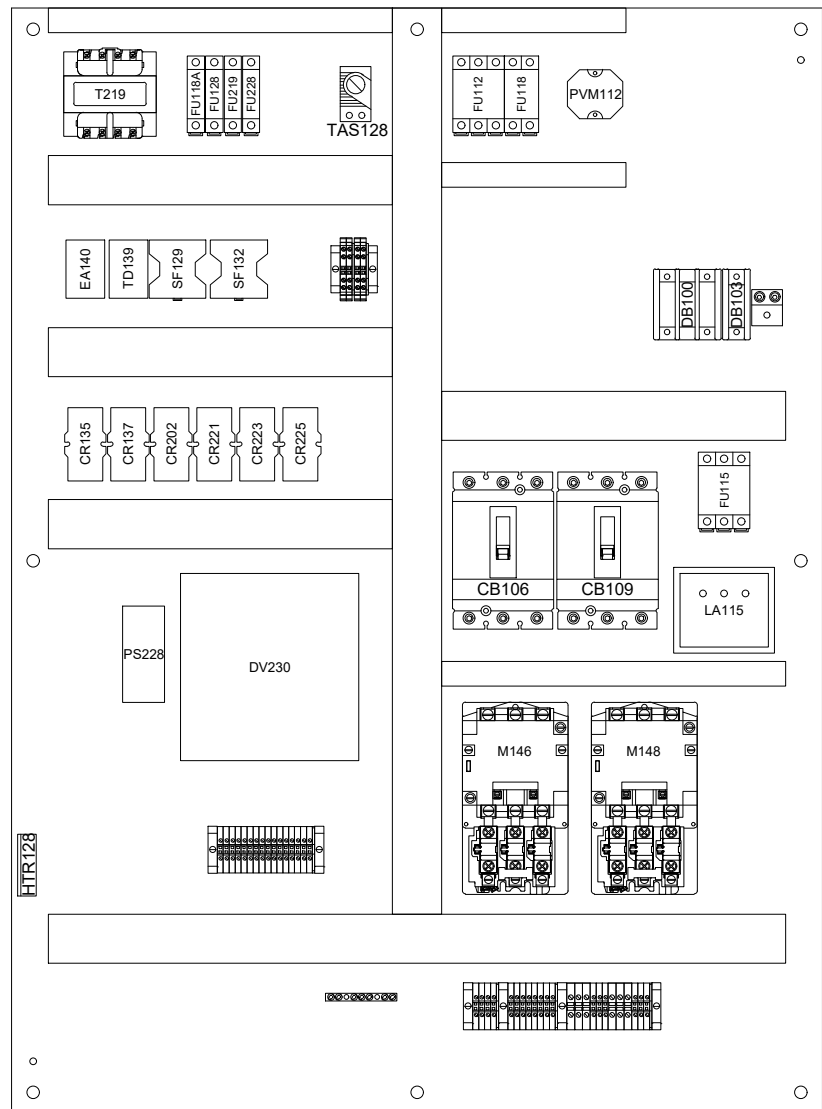 T219
FU118A
FU128
FU219
FU228
TAS128
FU112
FU118
PVM112
EA140
TD139
SF129
SF132
DB100
DB103
CR135
CR137
CR202
CR221
CR223
CR225
FU115
CB106
CB109
LA115
PS228
DV230
M146
M148
HTR128